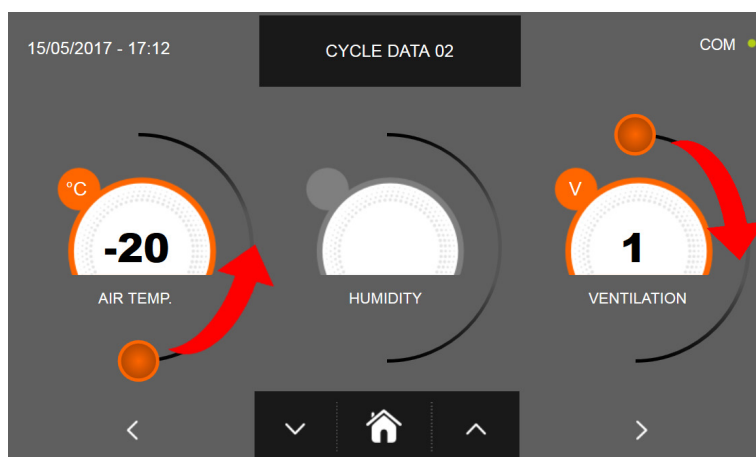 15/05/2017 - 17:12
CYCLE DATA 02
COM
°C
V
-20
1
AIR TEMP.
HUMIDITY
VENTILATION